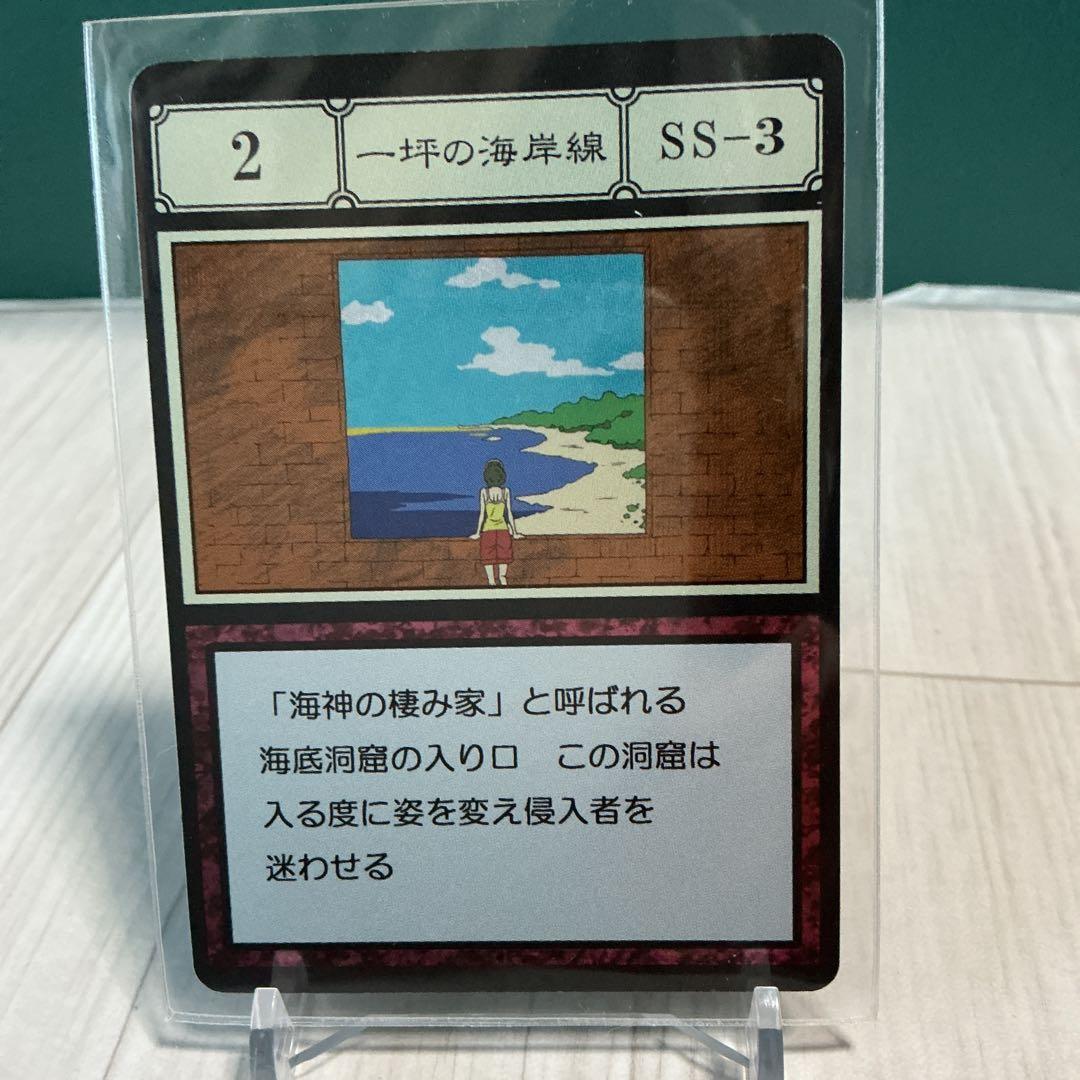 2
一坪の海岸線
SS-3
「海神の棲み家」と呼ばれる
海底洞窟の入り口　この洞窟は
入る度に姿を変え侵入者を
迷わせる